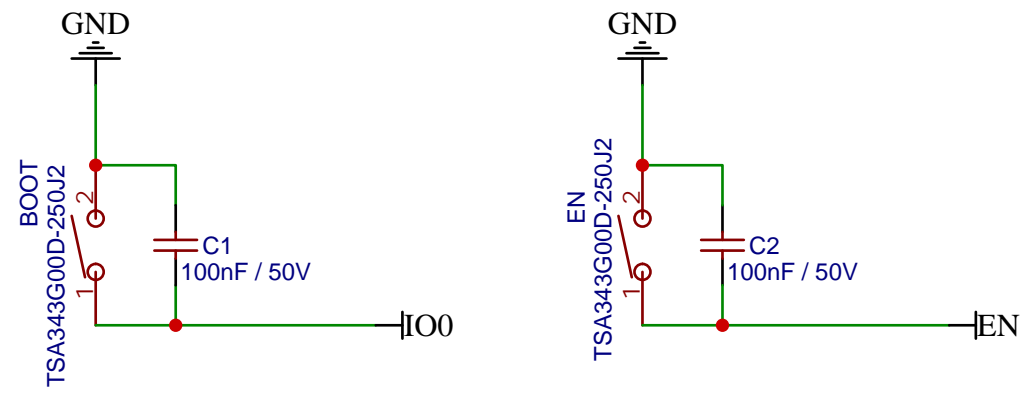 GND
BOOT
TSA343G00D-250J2
2
1
C1
100nF / 50V
IO0
GND
EN
TSA343G00D-250J2
2
1
C2
100nF / 50V
EN